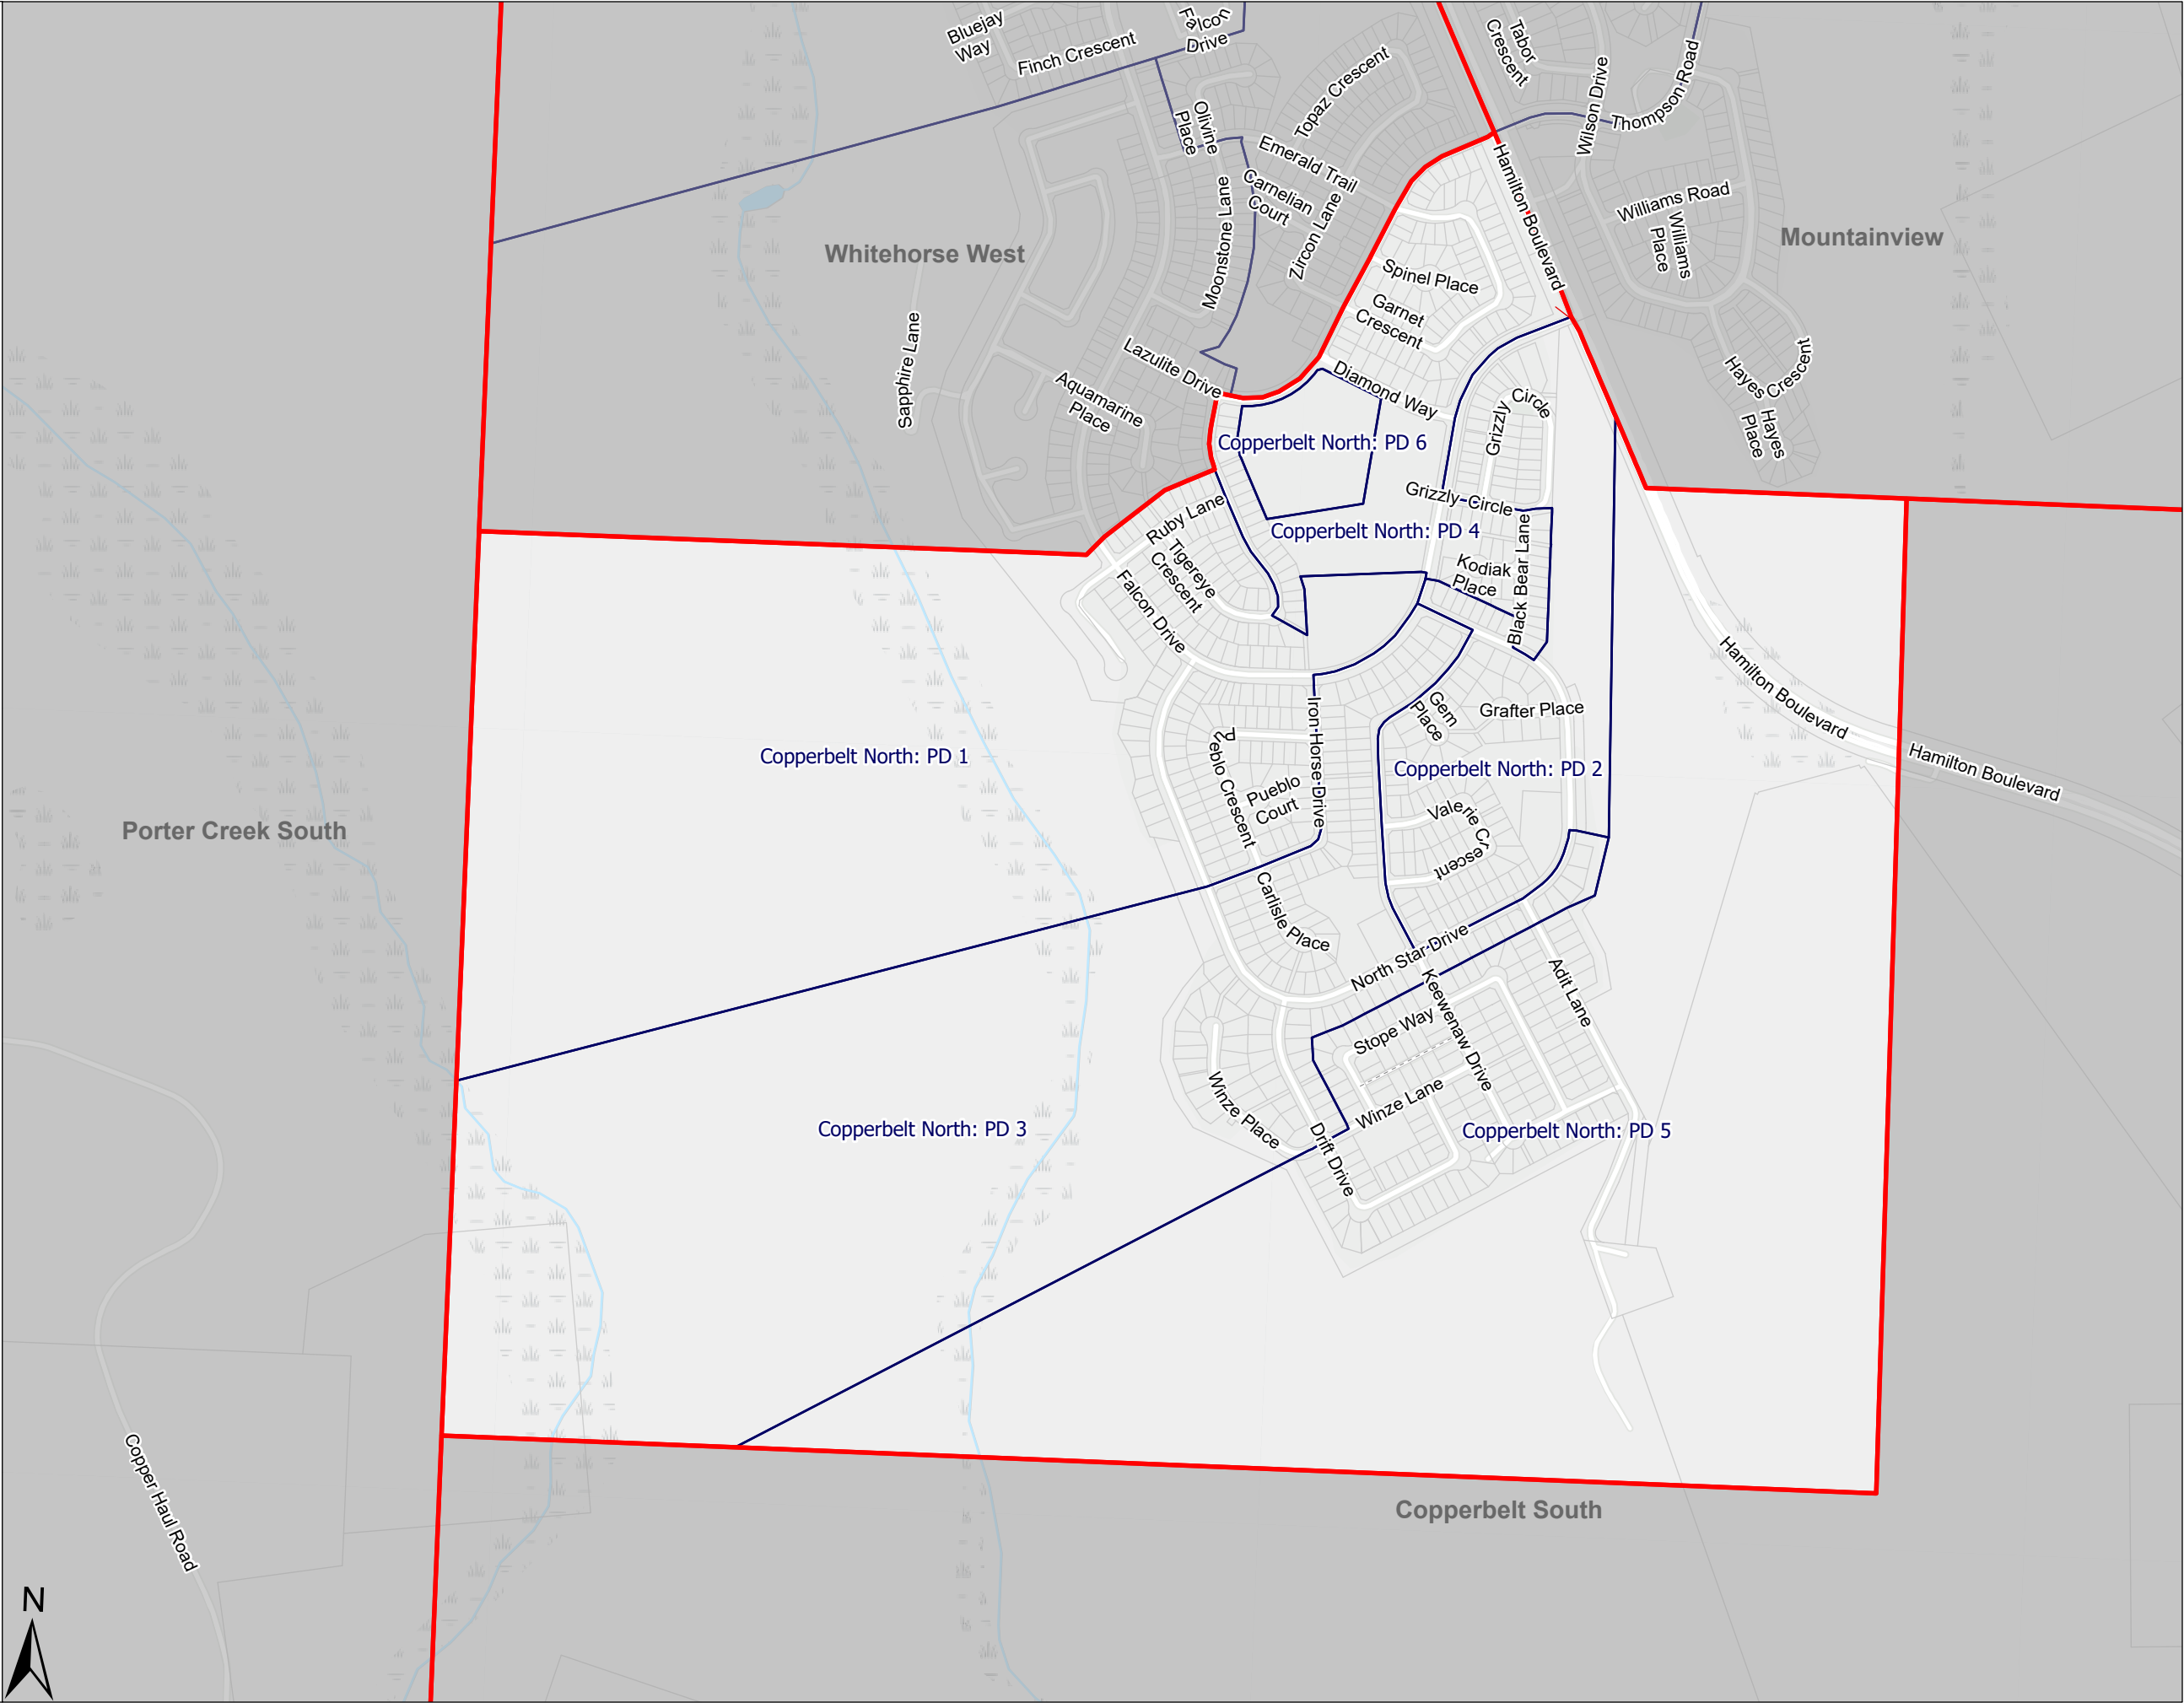 Bluejay
Way
Finch Crescent
Falcon
Drive
Olivine
Place
Topaz Crescent
Emerald Trail
Carnelian
Court
Zircon Lane
Moonstone Lane
Tabor
Crescent
Wilson Drive
Thompson Road
Hamilton Boulevard
Williams Road
Williams
Place
Mountainview
Whitehorse West
Sapphire Lane
Lazulite Drive
Aquamarine
Place
Spinel Place
Garnet
Crescent
Diamond Way
Grizzly Circle
Hayes Crescent
Hayes
Place
Copperbelt North: PD 6
Grizzly Circle
Copperbelt North: PD 4
Ruby Lane
Tigereye
Crescent
Falcon Drive
Kodiak
Place
Black Bear Lane
Hamilton Boulevard
Hamilton Boulevard
Gem
Place
Grafter Place
Iron Horse Drive
Pueblo Crescent
Pueblo
Court
Copperbelt North: PD 1
Copperbelt North: PD 2
Valerie Crescent
Porter Creek South
Carlisle Place
North Star Drive
Keewenaw Drive
Adit Lane
Stope Way
Winze Lane
Winze Place
Drift Drive
Copperbelt North: PD 3
Copperbelt North: PD 5
Copper Haul Road
Copperbelt South
N